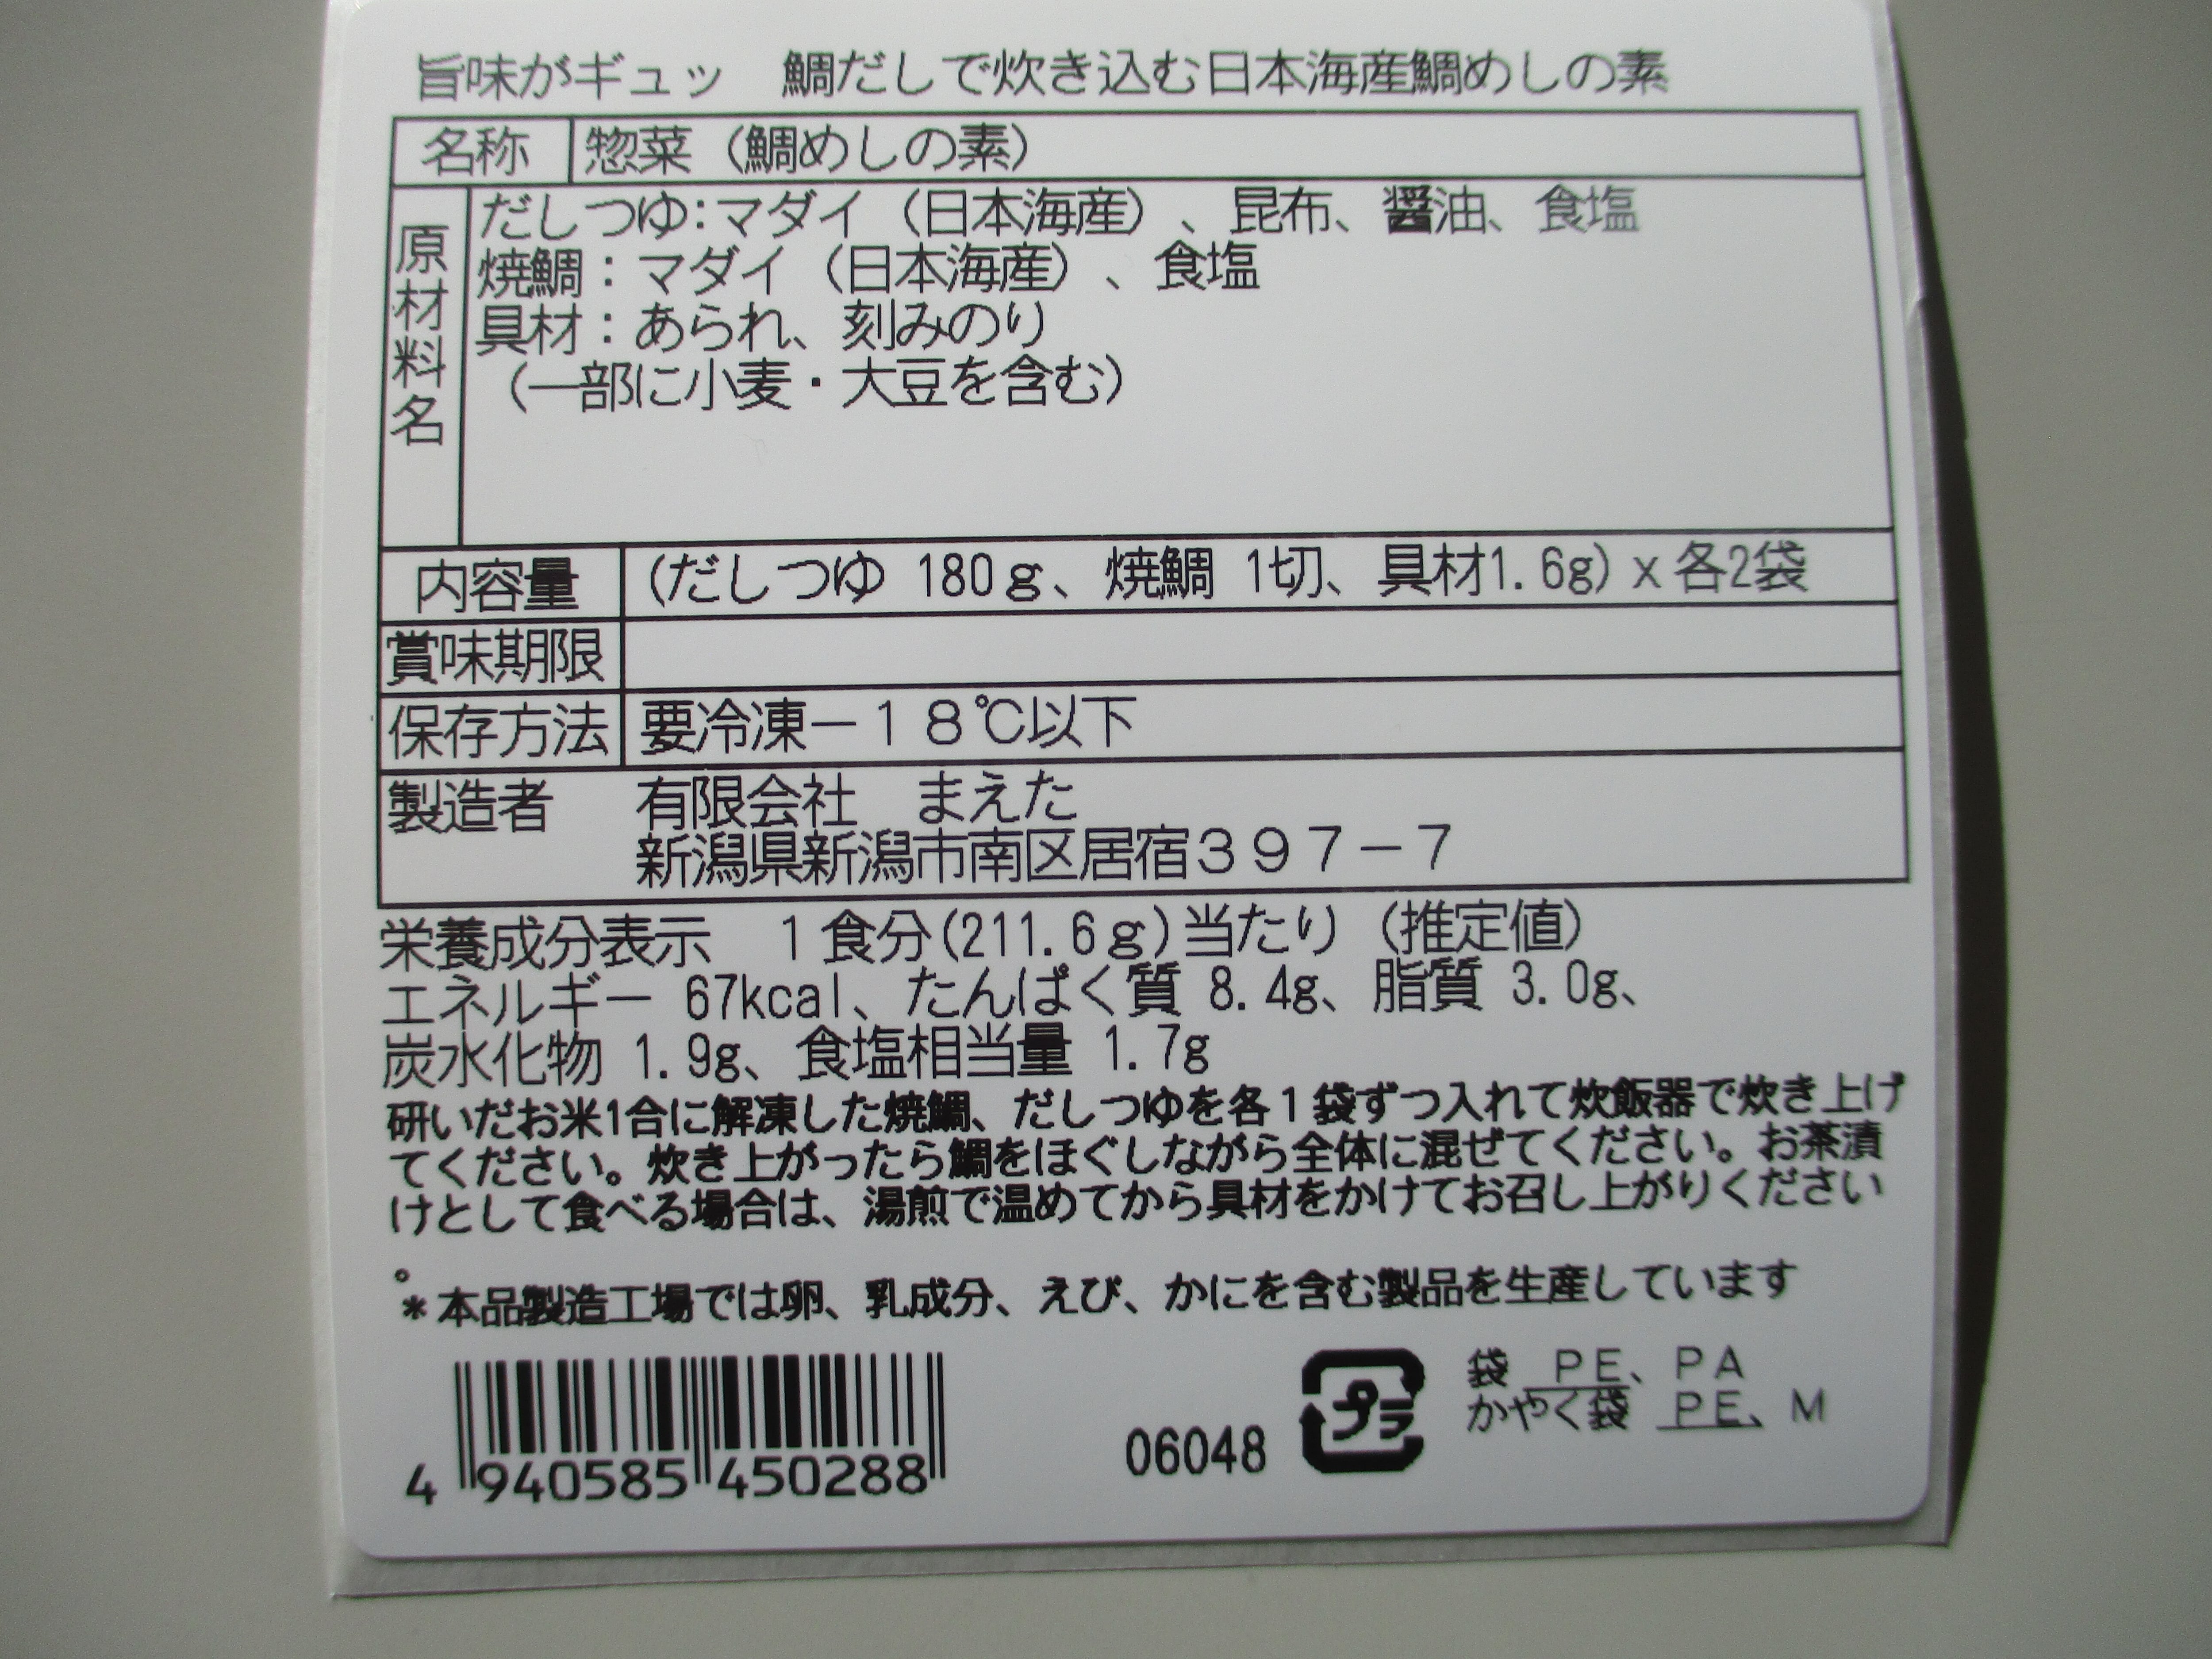 旨味がギュッ　鯛だしで炊き込む日本海産鯛めしの素
名称　惣菜（鯛めしの素）
原材料名
だしつゆ:マダイ（日本海産）、昆布、醤油、食塩
焼鯛：マダイ（日本海産）、食塩
具材：あられ、刻みのり
（一部に小麦・大豆を含む）
内容量　(だしつゆ 180ｇ、焼鯛 1切、具材1.6g) x 各2袋
賞味期限
保存方法　要冷凍－１８℃以下
製造者　有限会社　まえた
新潟県新潟市南区居宿３９７－７
栄養成分表示　１食分(211.6ｇ)当たり（推定値）
エネルギー 67kcal、たんぱく質 8.4g、脂質 3.0g、
炭水化物 1.9g、食塩相当量 1.7g
研いだお米1合に解凍した焼鯛、だしつゆを各１袋ずつ入れて炊飯器で炊き上げ
てください。炊き上がったら鯛をほぐしながら全体に混ぜてください。お茶漬
けとして食べる場合は、湯煎で温めてから具材をかけてお召し上がりください
。
＊本品製造工場では卵、乳成分、えび、かにを含む製品を生産しています
袋　ＰＥ、ＰＡ
プラ
かやく袋　ＰＥ、Ｍ
06048
4 940585 450288